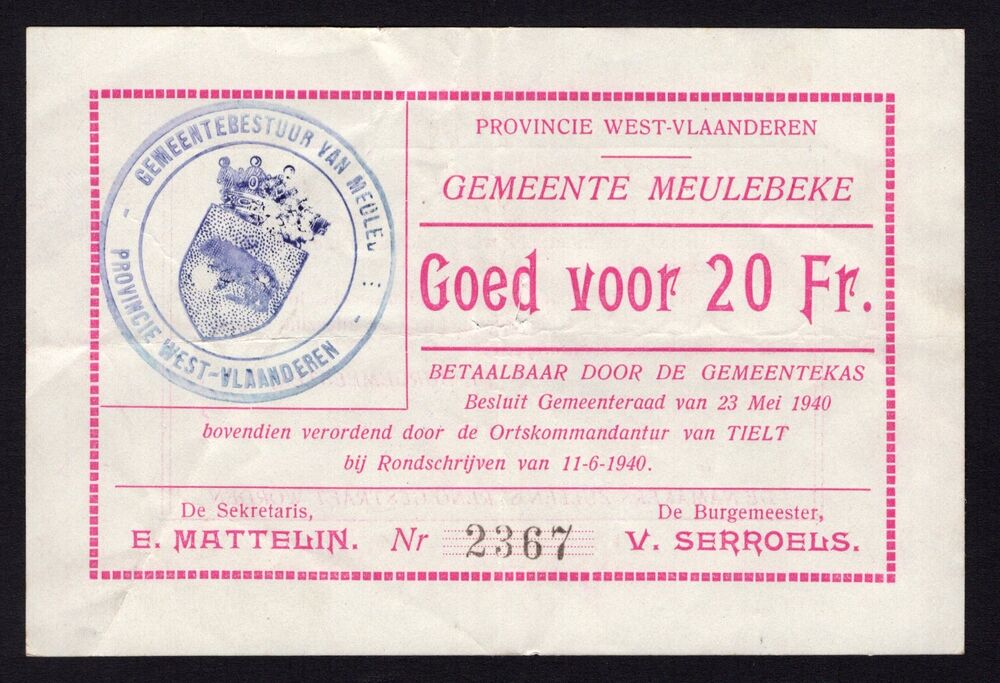 GEMEENTEBESTUUR VAN
PROVINCIE WEST-VLAANDEREN
PROVINCIE WEST-VLAANDEREN
GEMEENTE MEULEBEKE
Goed voor 20 Fr.
BETAALBAAR DOOR DE GEMEENTEKAS
Besluit Gemeenteraad van 23 Mei 1940
bovendien verordend door de Ortskommandantur van TIELT
bij Rondschrijven van 11-6-1940.
De Sekretaris,
E. MATTELIN.
Nr 2367
De Burgemeester,
V. SERROELS.